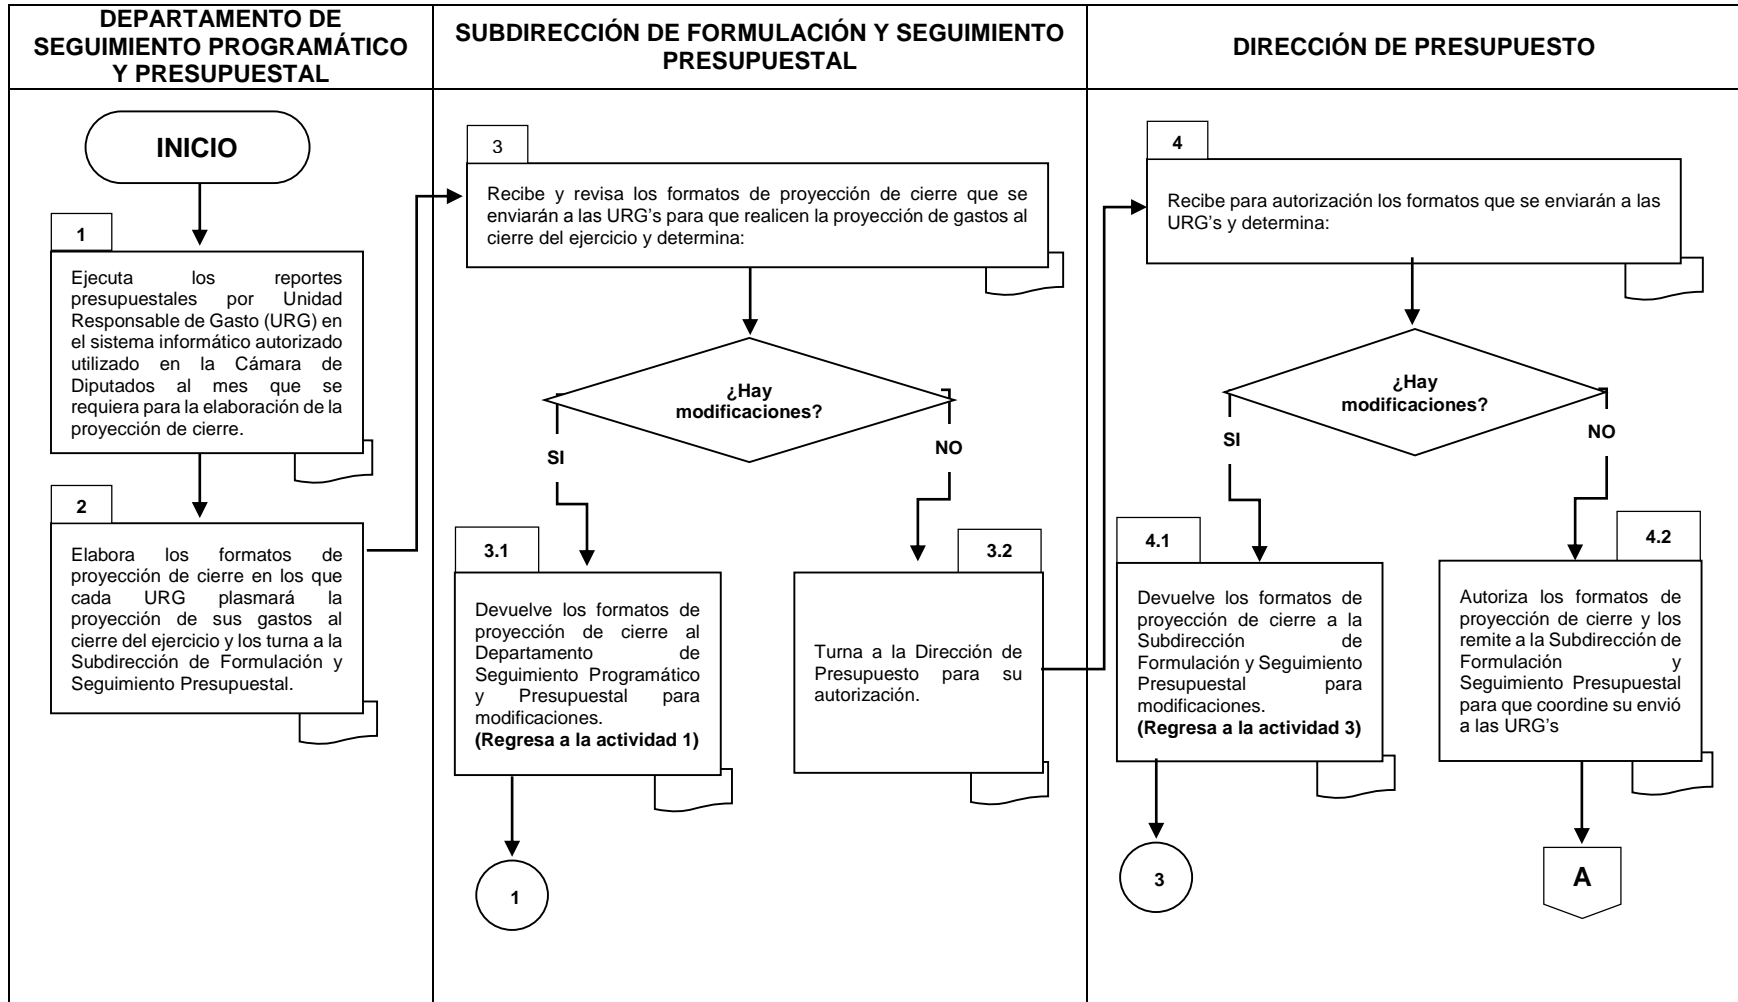 DEPARTAMENTO DE
SEGUIMIENTO PROGRAMÁTICO
Y PRESUPUESTAL
SUBDIRECCIÓN DE FORMULACIÓN Y SEGUIMIENTO
PRESUPUESTAL
DIRECCIÓN DE PRESUPUESTO
INICIO
1
Ejecuta los reportes
presupuestales por Unidad
Responsable de Gasto (URG) en
el sistema informático autorizado
utilizado en la Cámara de
Diputados al mes que se
requiera para la elaboración de la
proyección de cierre.
2
Elabora los formatos de
proyección de cierre en los que
cada URG plasmará la
proyección de sus gastos al
cierre del ejercicio y los turna a la
Subdirección de Formulación y
Seguimiento Presupuestal.
3
Recibe y revisa los formatos de proyección de cierre que se
enviarán a las URG's para que realicen la proyección de gastos al
cierre del ejercicio y determina:
¿Hay
modificaciones?
SI
NO
3.1
Devuelve los formatos de
proyección de cierre al
Departamento de
Seguimiento Programático
y Presupuestal para
modificaciones.
(Regresa a la actividad 1)
1
3.2
Turna a la Dirección de
Presupuesto para su
autorización.
4
Recibe para autorización los formatos que se enviarán a las
URG's y determina:
¿Hay
modificaciones?
SI
NO
4.1
Devuelve los formatos de
proyección de cierre a la
Subdirección de
Formulación y Seguimiento
Presupuestal para
modificaciones.
(Regresa a la actividad 3)
3
4.2
Autoriza los formatos de
proyección de cierre y los
remite a la Subdirección de
Formulación y
Seguimiento Presupuestal
para que coordine su envió
a las URG's
A